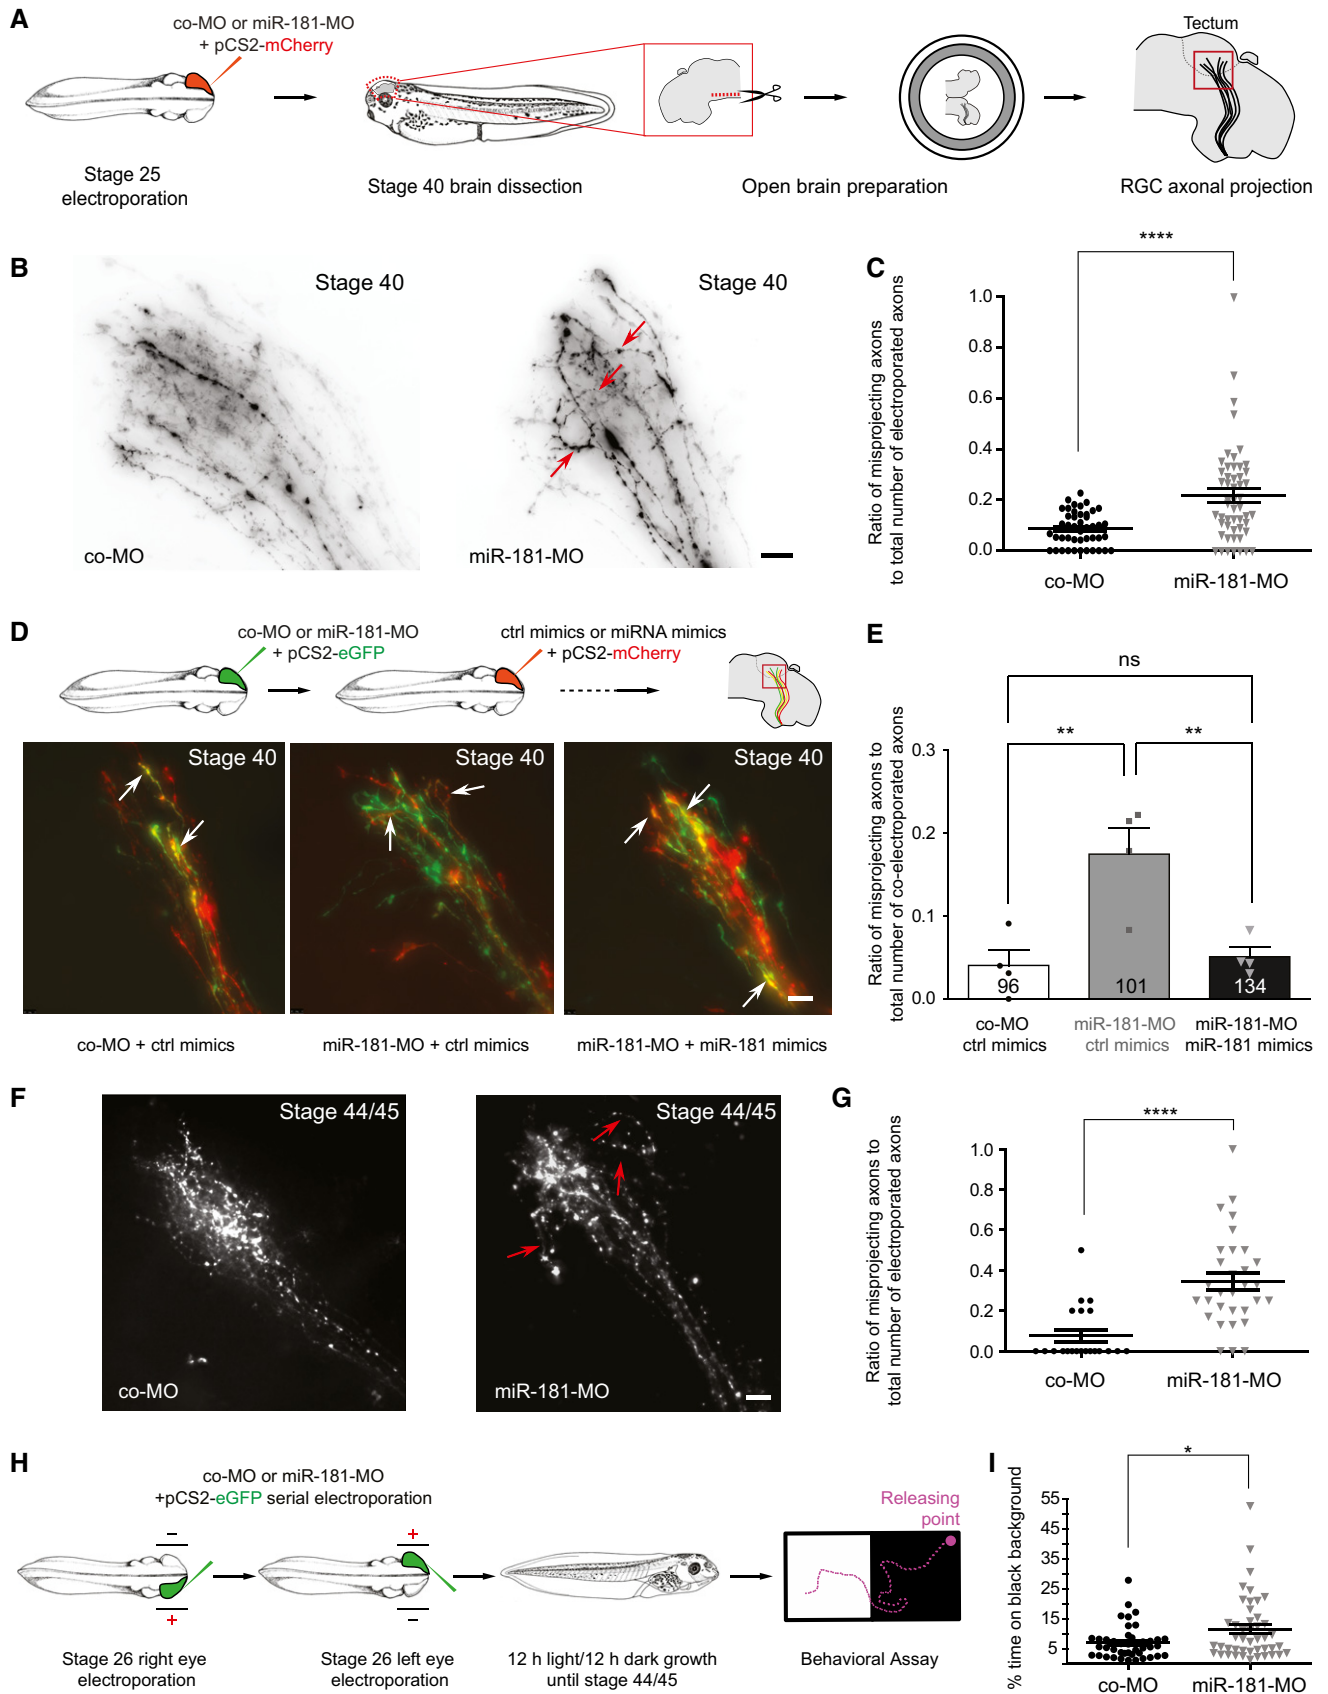 A
co-MO or miR-181-MO
+ pCS2-mCherry
Tectum
Stage 25
electroporation
Stage 40 brain dissection
Open brain preparation
RGC axonal projection
B
Stage 40
co-MO
Stage 40
miR-181-MO
C
****
Ratio of misprojecting axons
to total number of electroporated axons
1.0
0.8
0.6
0.4
0.2
0.0
co-MO
miR-181-MO
D
co-MO or miR-181-MO
+ pCS2-eGFP
ctrl mimics or miRNA mimics
+ pCS2-mCherry
Stage 40
Stage 40
Stage 40
co-MO + ctrl mimics
miR-181-MO + ctrl mimics
miR-181-MO + miR-181 mimics
E
ns
**
**
Ratio of misprojecting axons to
total number of co-electroporated axons
0.3
0.2
0.1
0.0
96
101
134
co-MO
ctrl mimics
miR-181-MO
ctrl mimics
miR-181-MO
miR-181 mimics
F
Stage 44/45
co-MO
Stage 44/45
miR-181-MO
G
****
Ratio of misprojecting axons to
total number of electroporated axons
1.0
0.8
0.6
0.4
0.2
0.0
co-MO
miR-181-MO
H
co-MO or miR-181-MO
+pCS2-eGFP serial electroporation
–
+
+
–
Releasing
point
Stage 26 right eye
electroporation
Stage 26 left eye
electroporation
12 h light/12 h dark growth
until stage 44/45
Behavioral Assay
I
*
% time on black background
55
45
35
25
15
5
co-MO
miR-181-MO